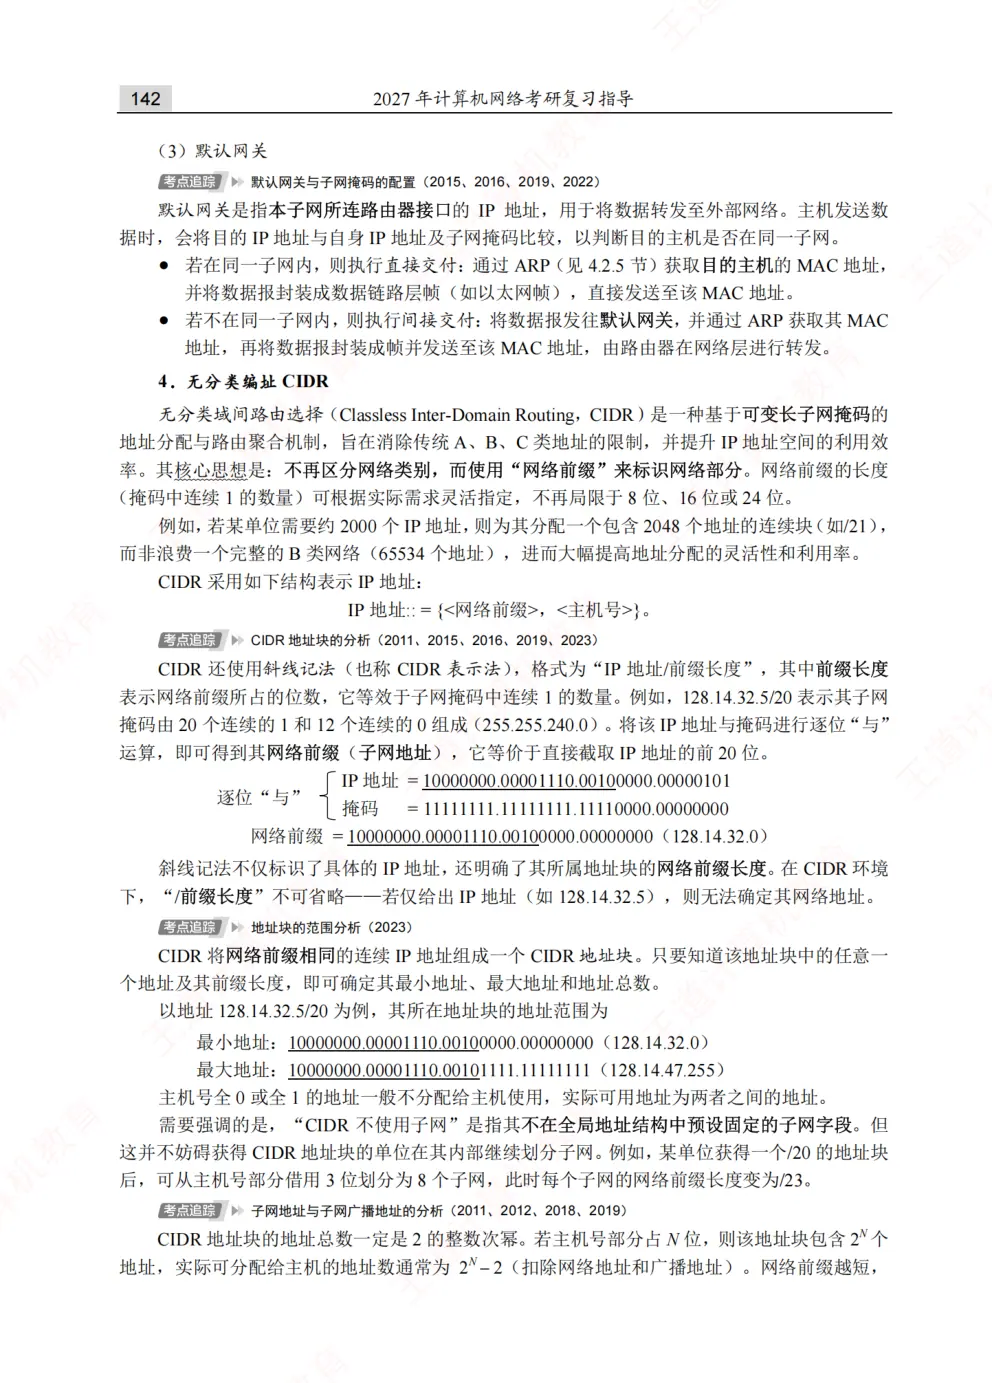 142
2027 年计算机网络考研复习指导
（3）默认网关
考点追踪 默认网关与子网掩码的配置（2015、2016、2019、2022）
默认网关是指本子网所连路由器接口的 IP 地址，用于将数据转发至外部网络。主机发送数
据时，会将目的 IP 地址与自身 IP 地址及子网掩码比较，以判断目的主机是否在同一子网。
● 若在同一子网内，则执行直接交付：通过 ARP（见 4.2.5 节）获取目的主机的 MAC 地址，
并将数据报封装成数据链路层帧（如以太网帧），直接发送至该 MAC 地址。
● 若不在同一子网内，则执行间接交付：将数据报发往默认网关，并通过 ARP 获取其 MAC
地址，再将数据报封装成帧并发送至该 MAC 地址，由路由器在网络层进行转发。
4．无分类编址 CIDR
无分类域间路由选择（Classless Inter-Domain Routing，CIDR）是一种基于可变长子网掩码的
地址分配与路由聚合机制，旨在消除传统 A、B、C 类地址的限制，并提升 IP 地址空间的利用效
率。其核心思想是：不再区分网络类别，而使用“网络前缀”来标识网络部分。网络前缀的长度
（掩码中连续 1 的数量）可根据实际需求灵活指定，不再局限于 8 位、16 位或 24 位。
例如，若某单位需要约 2000 个 IP 地址，则为其分配一个包含 2048 个地址的连续块（如/21），
而非浪费一个完整的 B 类网络（65534 个地址），进而大幅提高地址分配的灵活性和利用率。
CIDR 采用如下结构表示 IP 地址：
IP 地址:: = {<网络前缀>，<主机号>}。
考点追踪 CIDR 地址块的分析（2011、2015、2016、2019、2023）
CIDR 还使用斜线记法（也称 CIDR 表示法），格式为“IP 地址/前缀长度”，其中前缀长度
表示网络前缀所占的位数，它等效于子网掩码中连续 1 的数量。例如，128.14.32.5/20 表示其子网
掩码由 20 个连续的 1 和 12 个连续的 0 组成（255.255.240.0）。将该 IP 地址与掩码进行逐位“与”
运算，即可得到其网络前缀（子网地址），它等价于直接截取 IP 地址的前 20 位。
IP 地址 = 10000000.00001110.00100000.00000101
逐位“与”
掩码 = 11111111.11111111.11110000.00000000
网络前缀 = 10000000.00001110.00100000.00000000（128.14.32.0）
斜线记法不仅标识了具体的 IP 地址，还明确了其所属地址块的网络前缀长度。在 CIDR 环境
下，“/前缀长度”不可省略——若仅给出 IP 地址（如 128.14.32.5），则无法确定其网络地址。
考点追踪 地址块的范围分析（2023）
CIDR 将网络前缀相同的连续 IP 地址组成一个 CIDR 地址块。只要知道该地址块中的任意一
个地址及其前缀长度，即可确定其最小地址、最大地址和地址总数。
以地址 128.14.32.5/20 为例，其所在地址块的地址范围为
最小地址：10000000.00001110.00100000.00000000（128.14.32.0）
最大地址：10000000.00001110.00101111.11111111（128.14.47.255）
主机号全 0 或全 1 的地址一般不分配给主机使用，实际可用地址为两者之间的地址。
需要强调的是，“CIDR 不使用子网”是指其不在全局地址结构中预设固定的子网字段。但
这并不妨碍获得 CIDR 地址块的单位在其内部继续划分子网。例如，某单位获得一个/20 的地址块
后，可从主机号部分借用 3 位划分为 8 个子网，此时每个子网的网络前缀长度变为/23。
考点追踪 子网地址与子网广播地址的分析（2011、2012、2018、2019）
CIDR 地址块的地址总数一定是 2 的整数次幂。若主机号部分占 N 位，则该地址块包含 2^N 个
地址，实际可分配给主机的地址数通常为 2^N − 2（扣除网络地址和广播地址）。网络前缀越短，